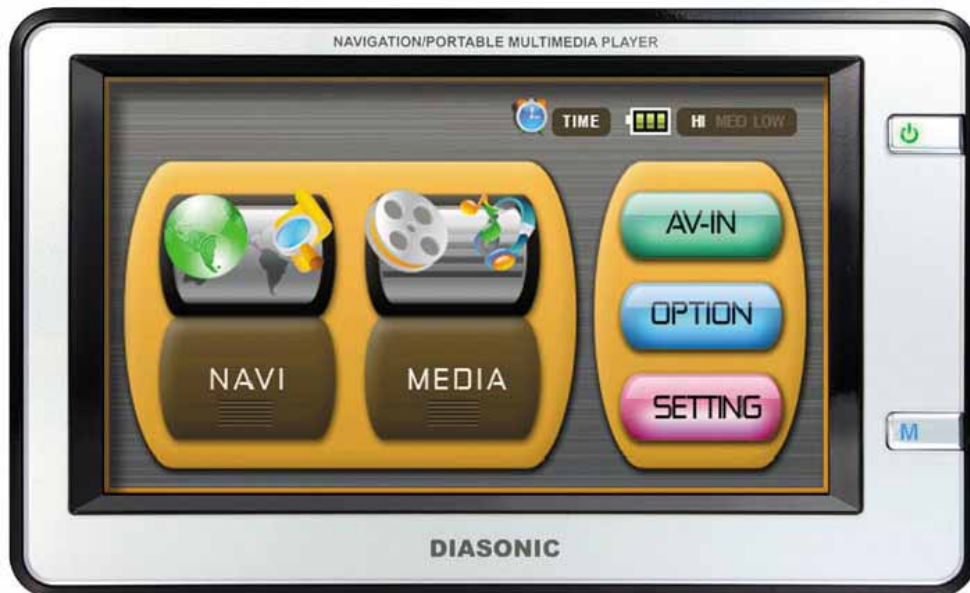 NAVIGATION/PORTABLE MULTIMEDIA PLAYER
TIME HI MED LOW
AV-IN
OPTION
NAVI MEDIA
SETTING
M
DIASONIC